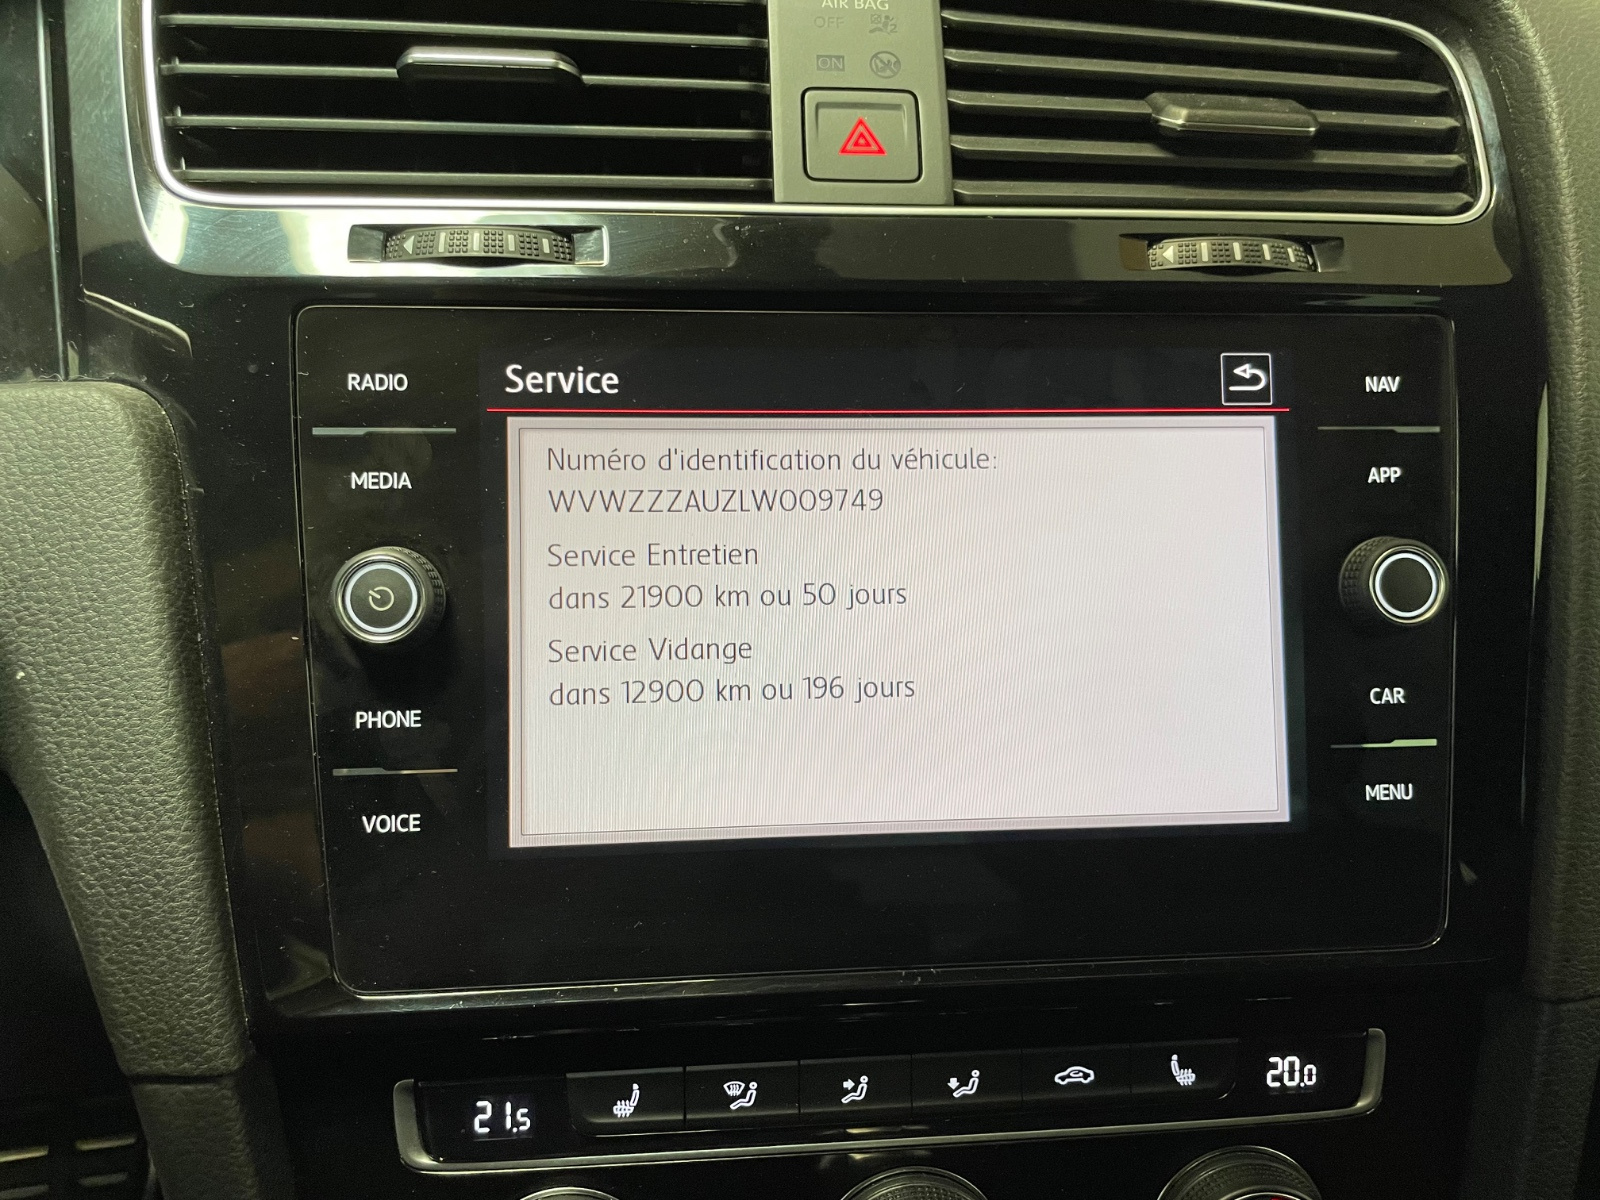 AIR BAG
OFF
ON
RADIO
MEDIA
PHONE
VOICE
Service
Numéro d'identification du véhicule:
WVWZZZAUZLW009749
Service Entretien
dans 21900 km ou 50 jours
Service Vidange
dans 12900 km ou 196 jours
NAV
APP
CAR
MENU
21.5
20.0